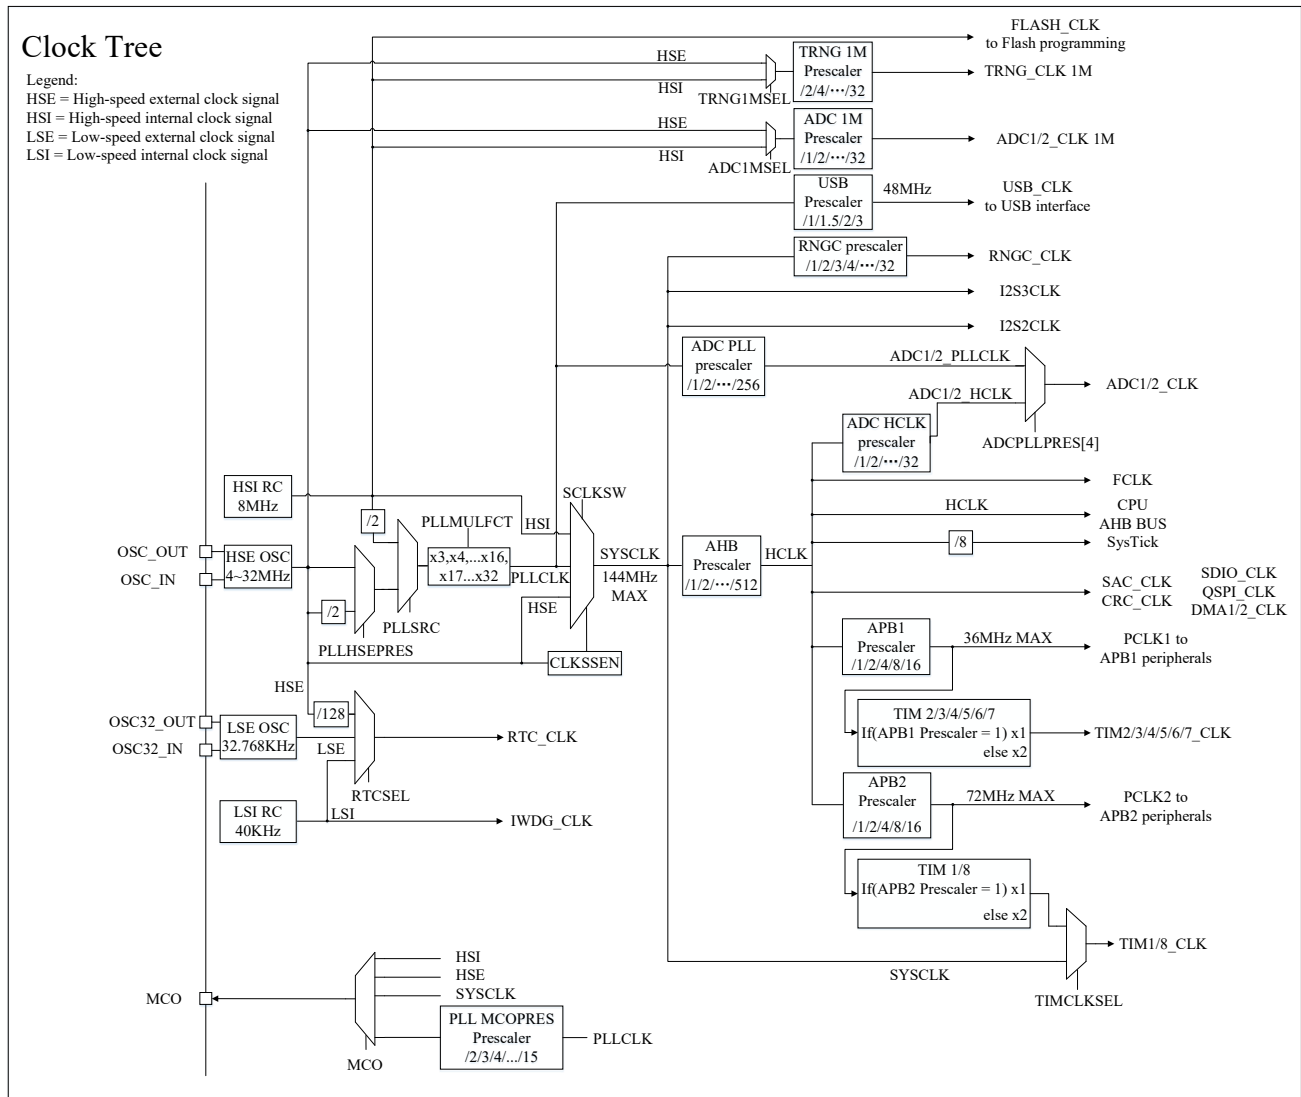 Clock Tree
Legend:
HSE = High-speed external clock signal
HSI = High-speed internal clock signal
LSE = Low-speed external clock signal
LSI = Low-speed internal clock signal
FLASH_CLK
to Flash programming
HSE
HSI
TRNG1MSEL
TRNG 1M
Prescaler
/2/4/···/32
TRNG_CLK 1M
HSE
HSI
ADC1MSEL
ADC 1M
Prescaler
/1/2/···/32
ADC1/2_CLK 1M
USB
Prescaler
/1/1.5/2/3
48MHz
USB_CLK
to USB interface
RNGC prescaler
/1/2/3/4/···/32
RNGC_CLK
I2S3CLK
I2S2CLK
ADC PLL
prescaler
/1/2/···/256
ADC1/2_PLLCLK
ADC1/2_HCLK
ADC1/2_CLK
ADCPLLPRES[4]
ADC HCLK
prescaler
/1/2/···/32
HSI RC
8MHz
/2
PLLMULFCT
x3,x4,...x16,
x17...x32
SCLKSW
HSI
PLLCLK
HSE
SYSCLK
144MHz
MAX
AHB
Prescaler
/1/2/···/512
HCLK
FCLK
HCLK
CPU
AHB BUS
/8
SysTick
SAC_CLK
CRC_CLK
SDIO_CLK
QSPI_CLK
DMA1/2_CLK
OSC_OUT
OSC_IN
HSE OSC
4~32MHz
/2
PLLHSEPRES
PLLSRC
CLKSSEN
APB1
Prescaler
/1/2/4/8/16
36MHz MAX
PCLK1 to
APB1 peripherals
HSE
/128
OSC32_OUT
OSC32_IN
LSE OSC
32.768KHz
LSE
RTC_CLK
RTCSEL
TIM 2/3/4/5/6/7
If(APB1 Prescaler = 1) x1
else x2
TIM2/3/4/5/6/7_CLK
LSI RC
40KHz
LSI
IWDG_CLK
APB2
Prescaler
/1/2/4/8/16
72MHz MAX
PCLK2 to
APB2 peripherals
TIM 1/8
If(APB2 Prescaler = 1) x1
else x2
TIM1/8_CLK
SYSCLK
TIMCLKSEL
MCO
HSI
HSE
SYSCLK
PLL MCOPRES
Prescaler
/2/3/4/.../15
PLLCLK
MCO